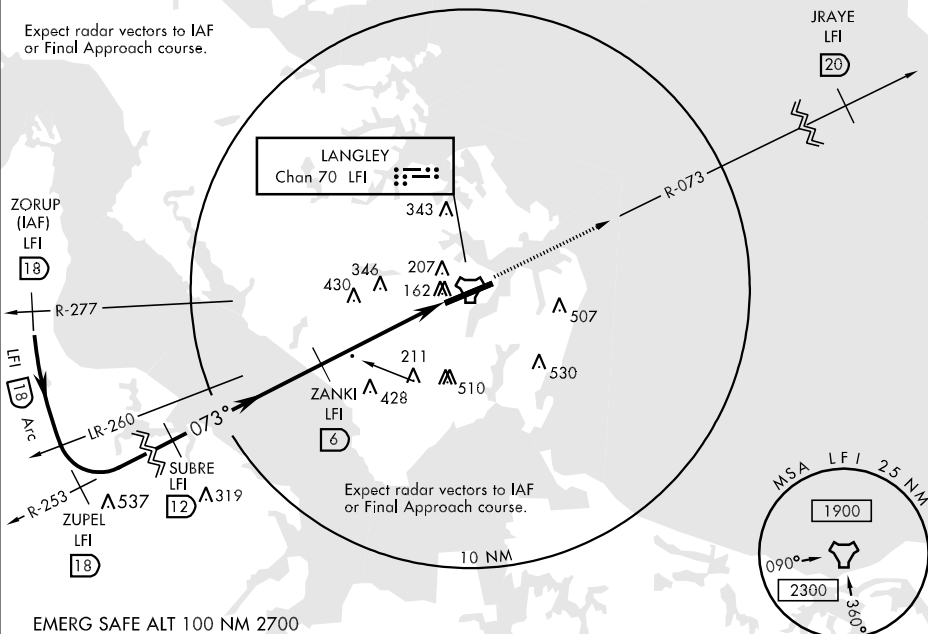 Expect radar vectors to IAF
or Final Approach course.
JRAYE
LFI
20
LANGLEY
Chan 70 LFI
R-073
343
ZORUP
(IAF)
LFI
18
346
207
430
162
507
R-277
211
530
LFI
18
Arc
ZANKI
LFI
6
428
510
LR-260
073°
SUBRE
LFI
12
319
R-253
537
ZUPEL
LFI
18
Expect radar vectors to IAF
or Final Approach course.
10 NM
MSA LFI 25 NM
1900
090°
2300
360°
EMERG SAFE ALT 100 NM 2700